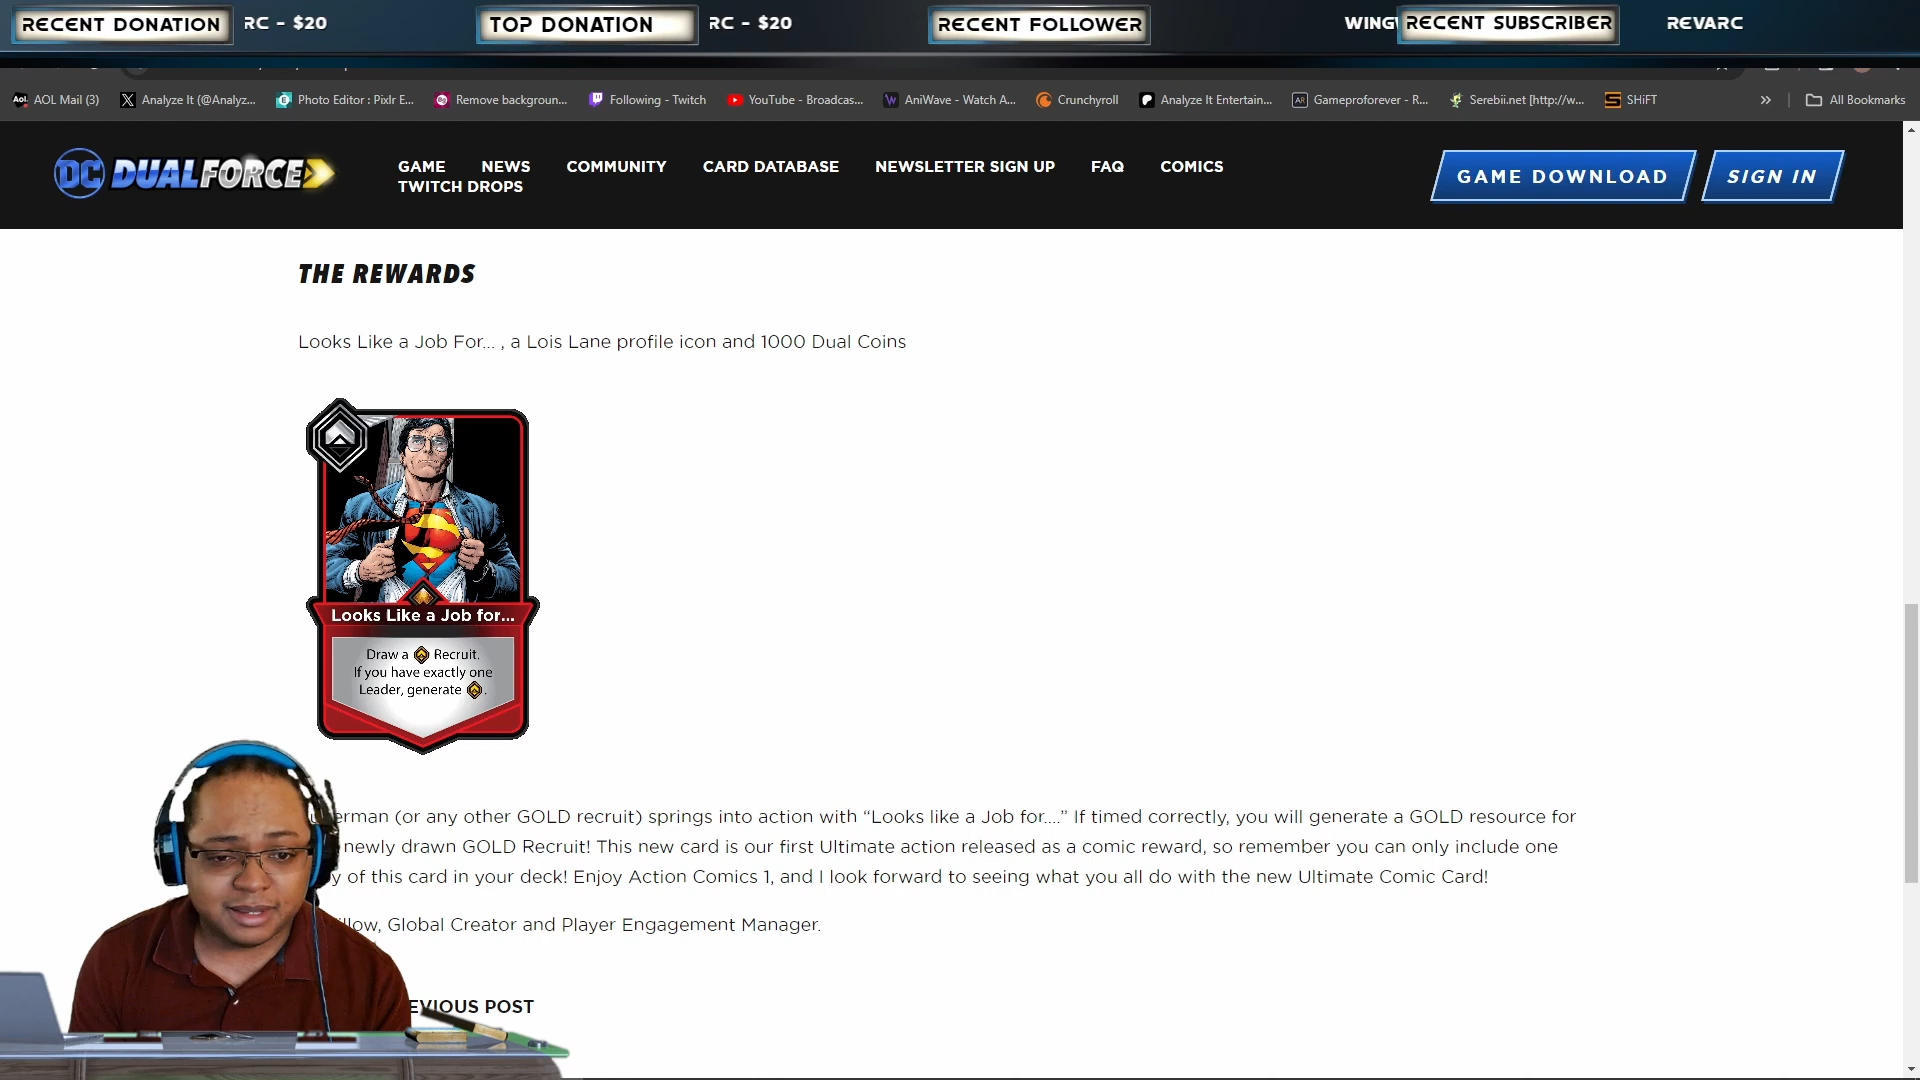 RECENT DONATION RC - $20 TOP DONATION RC - $20 RECENT FOLLOWER RECENT SUBSCRIBER REVARC
AOL Mail (3) Analyze It (@Analyz... Photo Editor : Pixlr E... Remove backgroun... Following - Twitch YouTube - Broadcas... AniWave - Watch A... Crunchyroll Analyze It Entertain... Gameproforever - R... Serebii.net [http://w... SHiFT » All Bookmarks
DC DUALFORCE GAME NEWS COMMUNITY CARD DATABASE NEWSLETTER SIGN UP FAQ COMICS
TWITCH DROPS
GAME DOWNLOAD SIGN IN
THE REWARDS
Looks Like a Job For... , a Lois Lane profile icon and 1000 Dual Coins
Looks Like a Job for...
Draw a Recruit.
If you have exactly one
Leader, generate .
(or any other GOLD recruit) springs into action with “Looks like a Job for....” If timed correctly, you will generate a GOLD resource for
newly drawn GOLD Recruit! This new card is our first Ultimate action released as a comic reward, so remember you can only include one
of this card in your deck! Enjoy Action Comics 1, and I look forward to seeing what you all do with the new Ultimate Comic Card!
Global Creator and Player Engagement Manager.
POST